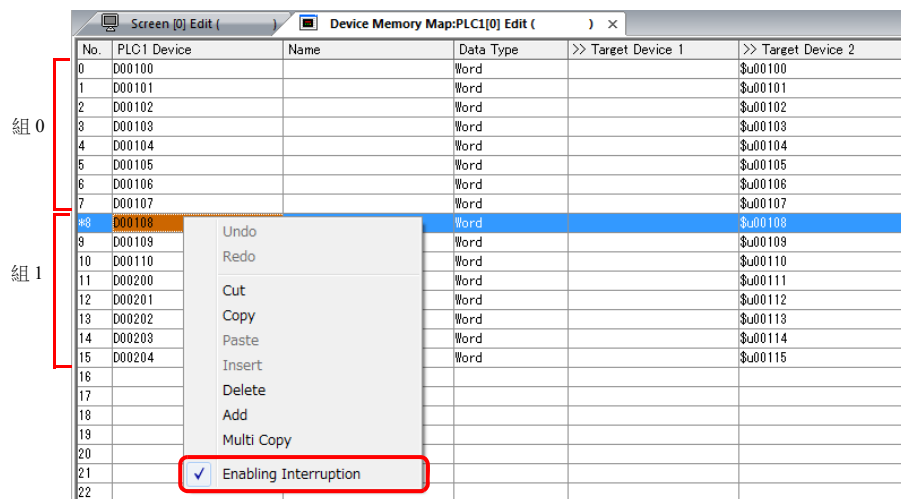 Screen [0] Edit ( ) Device Memory Map:PLC1[0] Edit ( ) ×
No. PLC1 Device Name Data Type >> Target Device 1 >> Target Device 2
0 D00100 Word $u00100
1 D00101 Word $u00101
2 D00102 Word $u00102
組 0 3 D00103 Word $u00103
4 D00104 Word $u00104
5 D00105 Word $u00105
6 D00106 Word $u00106
7 D00107 Word $u00107
*8 D00108 Word $u00108
Undo
9 D00109 Word $u00109
Redo
10 D00110 Word $u00110
組 1
11 D00200 Word $u00111
Cut
12 D00201 Word $u00112
Copy
13 D00202 Word $u00113
Paste
14 D00203 Word $u00114
Insert
15 D00204 Word $u00115
16
Delete
17
Add
18
19
Multi Copy
20
21
Enabling Interruption
22